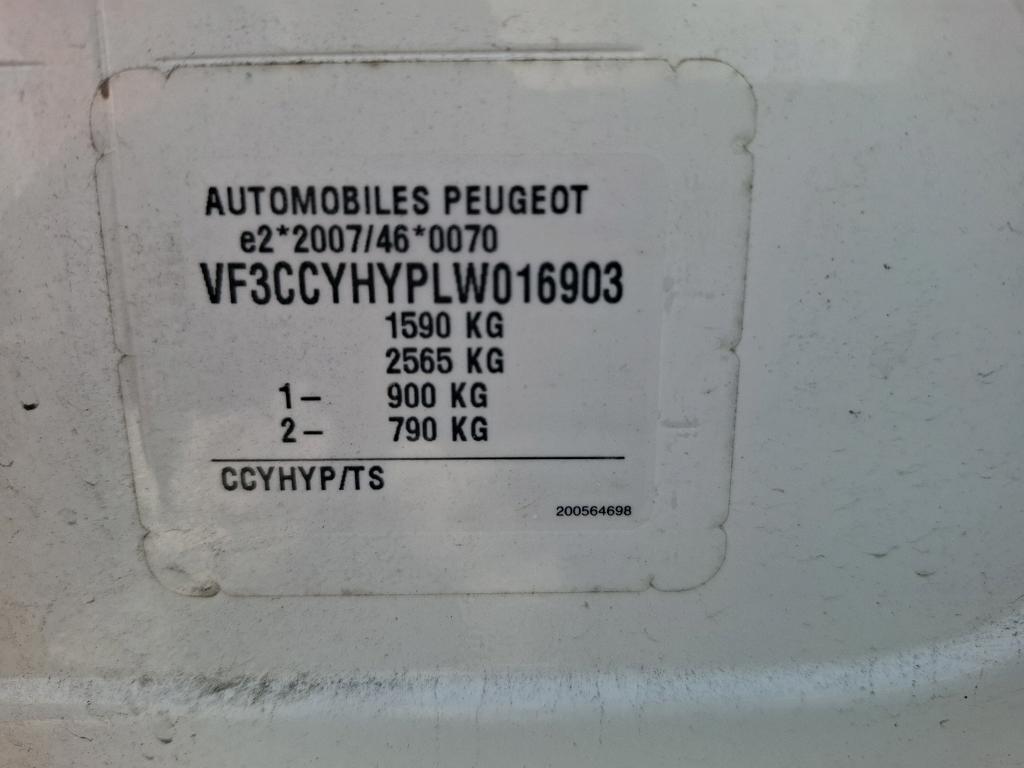 AUTOMOBILES PEUGEOT
e2*2007/46*0070
VF3CCYHYPLW016903
1590 KG
2565 KG
1– 900 KG
2– 790 KG
CCYHYP/TS
200564698